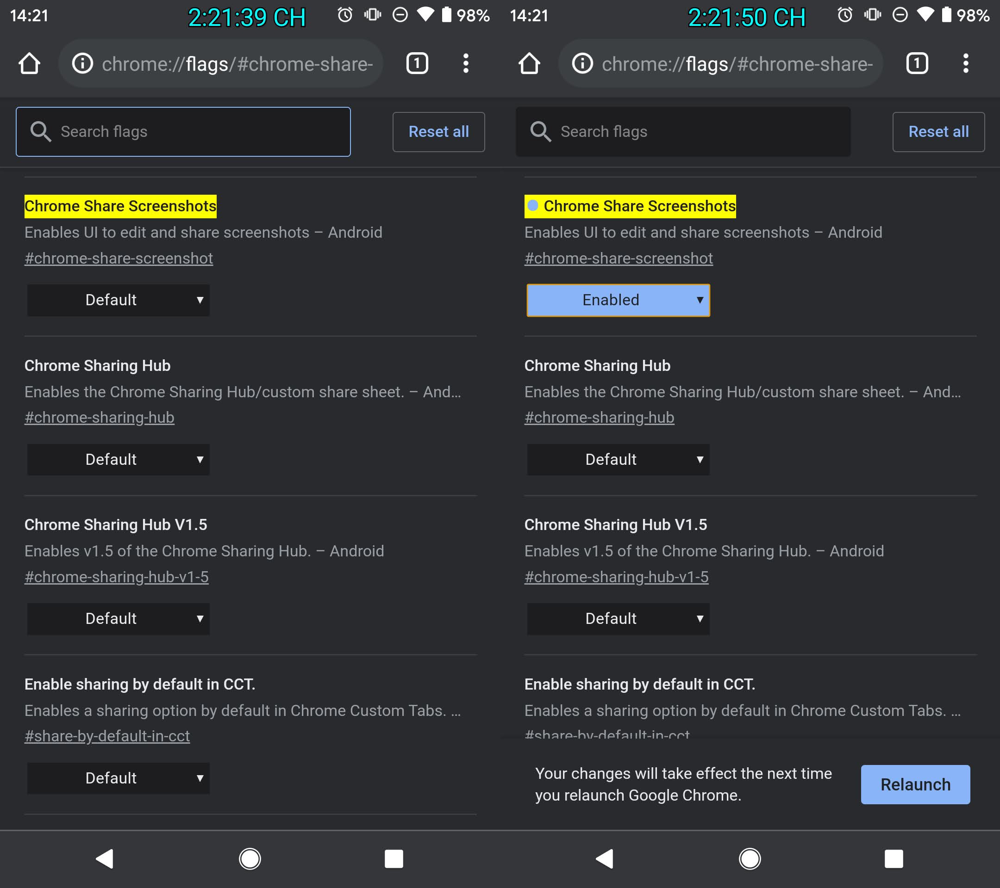 14:21
2:21:39 CH
98%
chrome://flags/#chrome-share-
1
Search flags
Reset all
Chrome Share Screenshots
Enables UI to edit and share screenshots – Android
#chrome-share-screenshot
Default
Chrome Sharing Hub
Enables the Chrome Sharing Hub/custom share sheet. – And…
#chrome-sharing-hub
Default
Chrome Sharing Hub V1.5
Enables v1.5 of the Chrome Sharing Hub. – Android
#chrome-sharing-hub-v1-5
Default
Enable sharing by default in CCT.
Enables a sharing option by default in Chrome Custom Tabs. …
#share-by-default-in-cct
Default
14:21
2:21:50 CH
98%
chrome://flags/#chrome-share-
1
Search flags
Reset all
Chrome Share Screenshots
Enables UI to edit and share screenshots – Android
#chrome-share-screenshot
Enabled
Chrome Sharing Hub
Enables the Chrome Sharing Hub/custom share sheet. – And…
#chrome-sharing-hub
Default
Chrome Sharing Hub V1.5
Enables v1.5 of the Chrome Sharing Hub. – Android
#chrome-sharing-hub-v1-5
Default
Enable sharing by default in CCT.
Enables a sharing option by default in Chrome Custom Tabs. …
#share-by-default-in-cct
Your changes will take effect the next time
you relaunch Google Chrome.
Relaunch